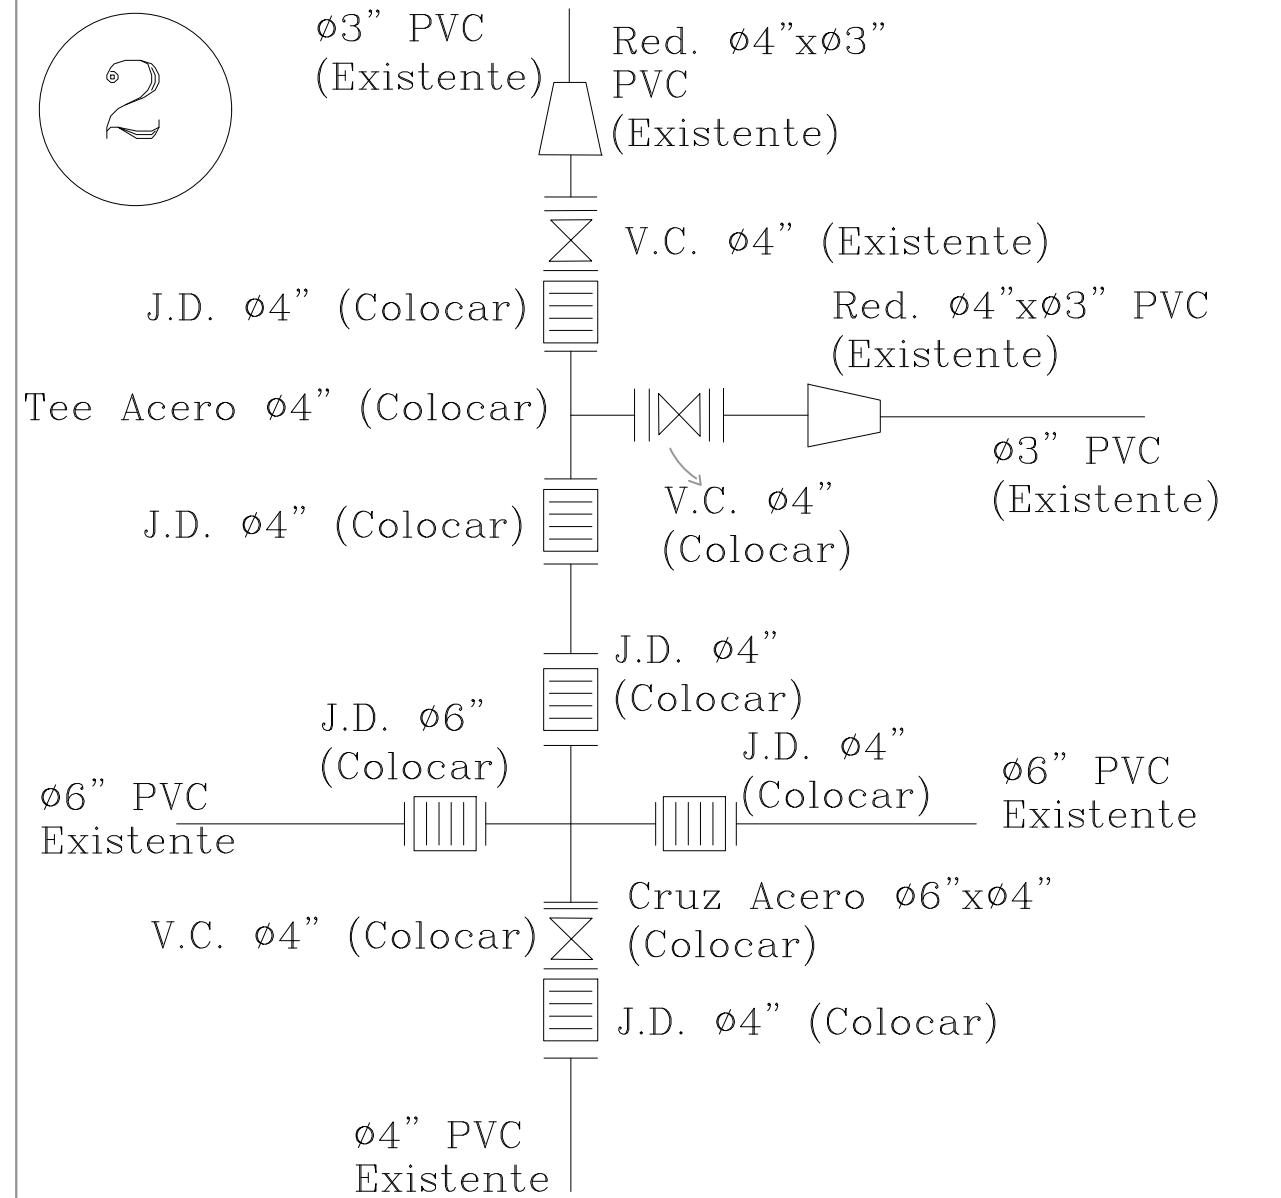 2
ø3” PVC
(Existente)
Red. ø4”xø3”
PVC
(Existente)
V.C. ø4” (Existente)
J.D. ø4” (Colocar)
Red. ø4”xø3” PVC
(Existente)
Tee Acero ø4” (Colocar)
ø3” PVC
(Existente)
V.C. ø4”
(Colocar)
J.D. ø4” (Colocar)
J.D. ø4”
(Colocar)
J.D. ø6”
(Colocar)
J.D. ø4”
(Colocar)
ø6” PVC
Existente
ø6” PVC
Existente
Cruz Acero ø6”xø4”
(Colocar)
V.C. ø4” (Colocar)
J.D. ø4” (Colocar)
ø4” PVC
Existente